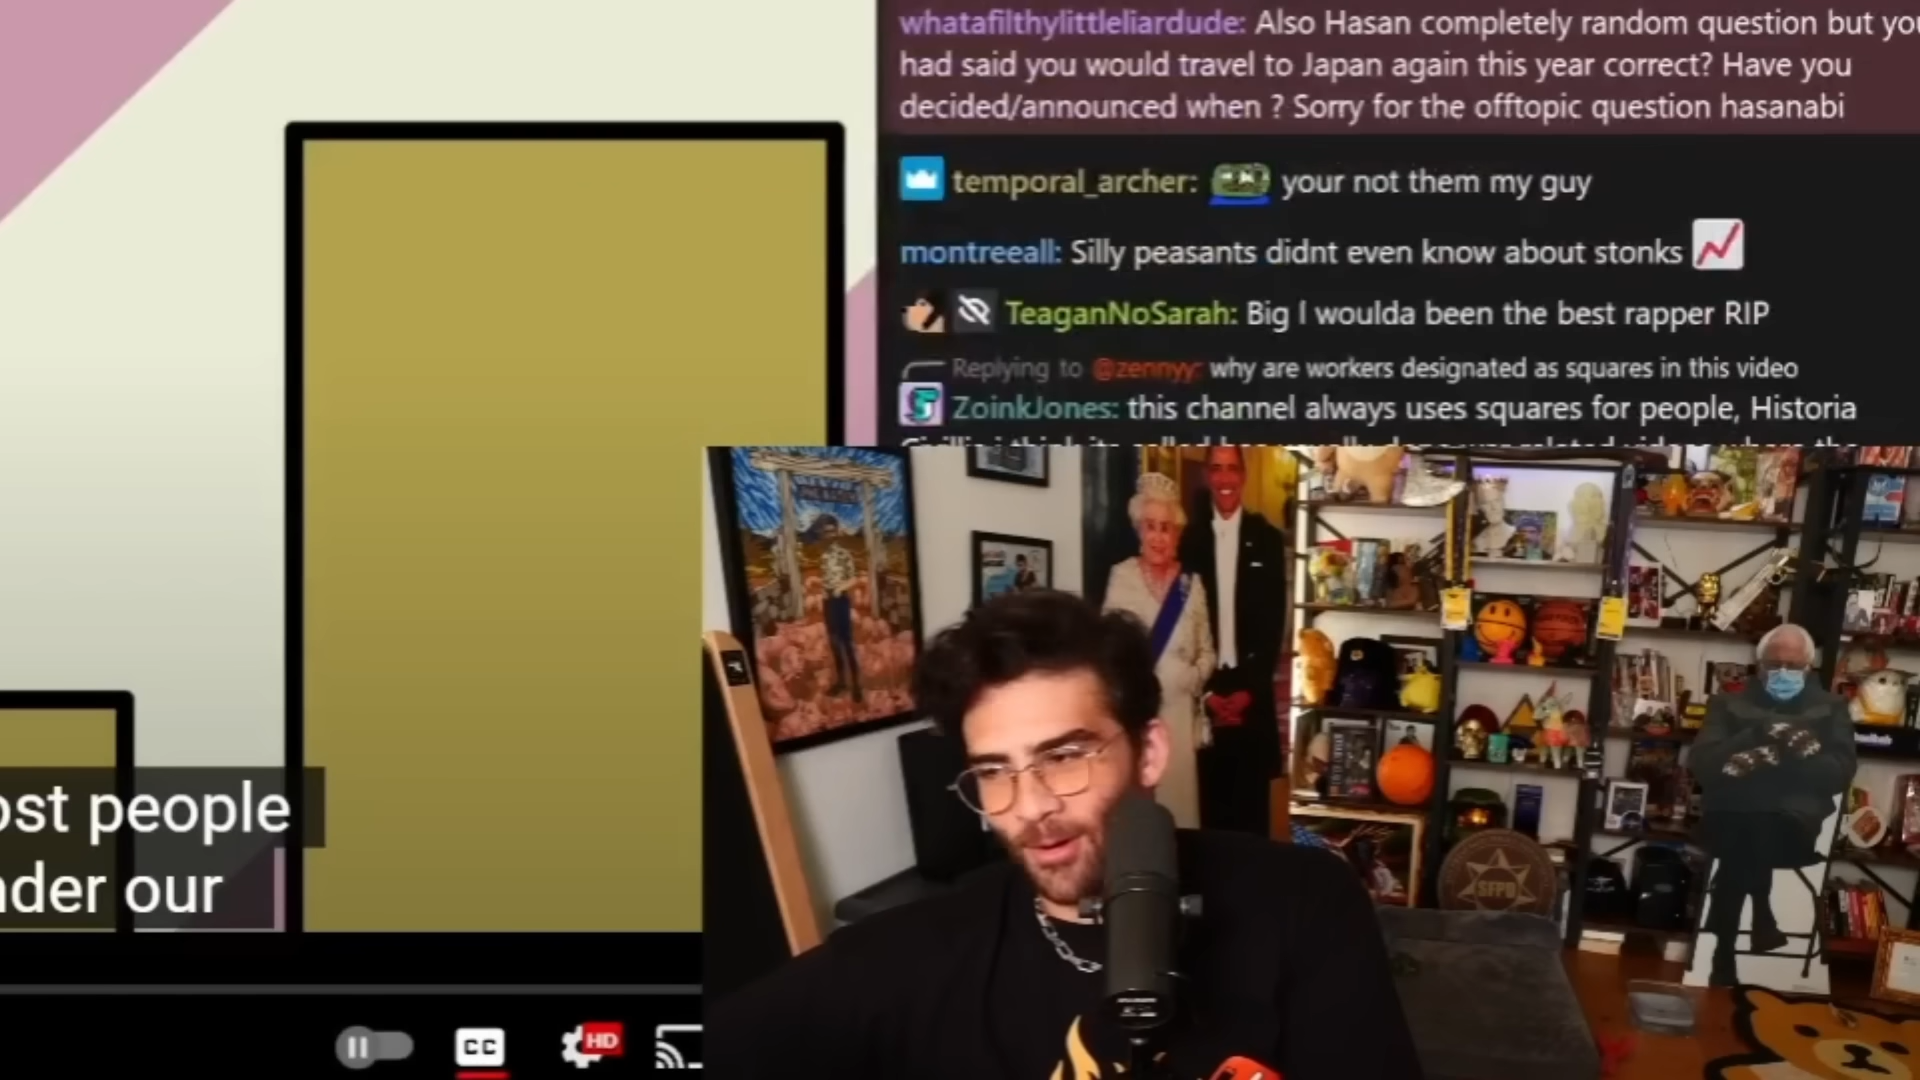 whatafilthylittleliardude: Also Hasan completely random question but you
had said you would travel to Japan again this year correct? Have you
decided/announced when ? Sorry for the offtopic question hasanabi
temporal_archer: your not them my guy
montreeall: Silly peasants didnt even know about stonks
TeaganNoSarah: Big l woulda been the best rapper RIP
Replying to @zennyy: why are workers designated as squares in this video
ZoinkJones: this channel always uses squares for people, Historia
ost people
nder our
CC
HD
SFPD